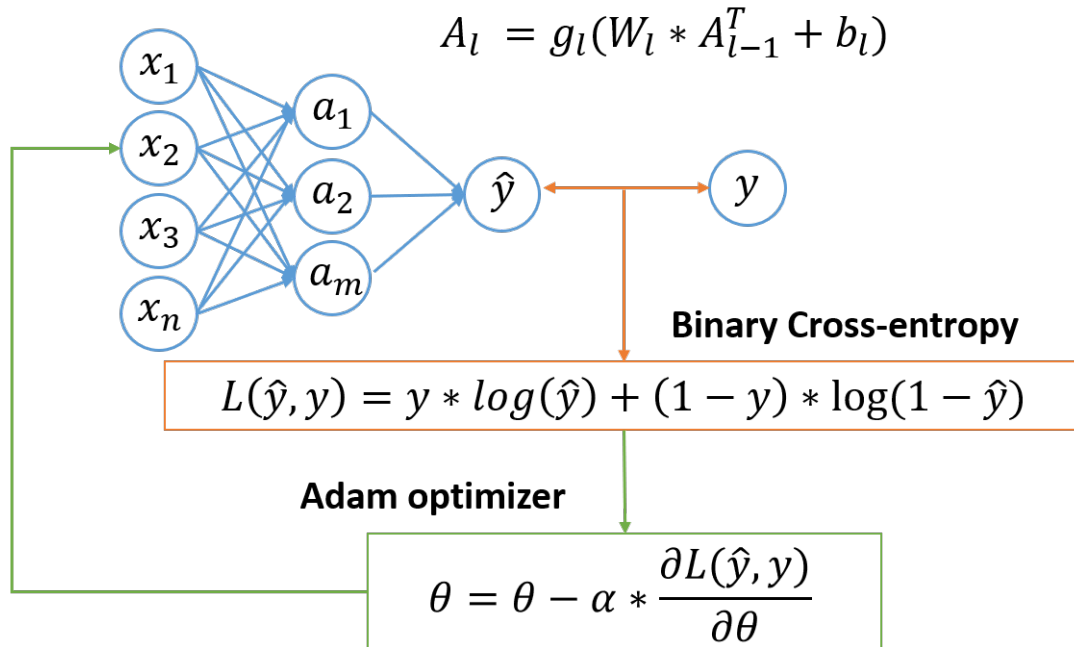 A_l = g_l(W_l * A_{l-1}^T + b_l)
x_1
x_2
x_3
x_n
a_1
a_2
a_m
ŷ
y
Binary Cross-entropy
L(ŷ, y) = y * log(ŷ) + (1 − y) * log(1 − ŷ)
Adam optimizer
θ = θ − α * ∂L(ŷ, y)/∂θ